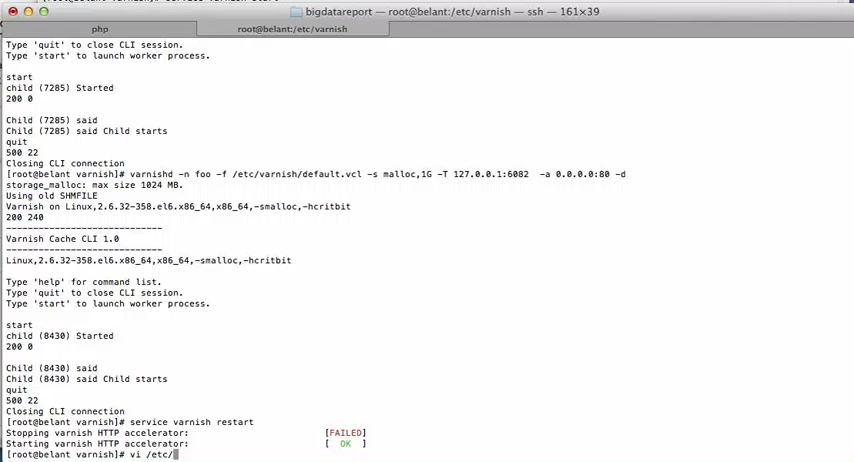 bigdatareport — root@belant:/etc/varnish — ssh — 161×39
php
root@belant:/etc/varnish
Type 'quit' to close CLI session.
Type 'start' to launch worker process.
start
child (7285) Started
200 0
Child (7285) said
Child (7285) said Child starts
quit
500 22
Closing CLI connection
[root@belant varnish]# varnishd -n foo -f /etc/varnish/default.vcl -s malloc,1G -T 127.0.0.1:6082  -a 0.0.0.0:80 -d
storage_malloc: max size 1024 MB.
Using old SHMFILE
Varnish on Linux,2.6.32-358.el6.x86_64,x86_64,-smalloc,-hcritbit
200 240
-----------------------------
Varnish Cache CLI 1.0
-----------------------------
Linux,2.6.32-358.el6.x86_64,x86_64,-smalloc,-hcritbit
Type 'help' for command list.
Type 'quit' to close CLI session.
Type 'start' to launch worker process.
start
child (8430) Started
200 0
Child (8430) said
Child (8430) said Child starts
quit
500 22
Closing CLI connection
[root@belant varnish]# service varnish restart
Stopping varnish HTTP accelerator: [FAILED]
Starting varnish HTTP accelerator: [  OK  ]
[root@belant varnish]# vi /etc/